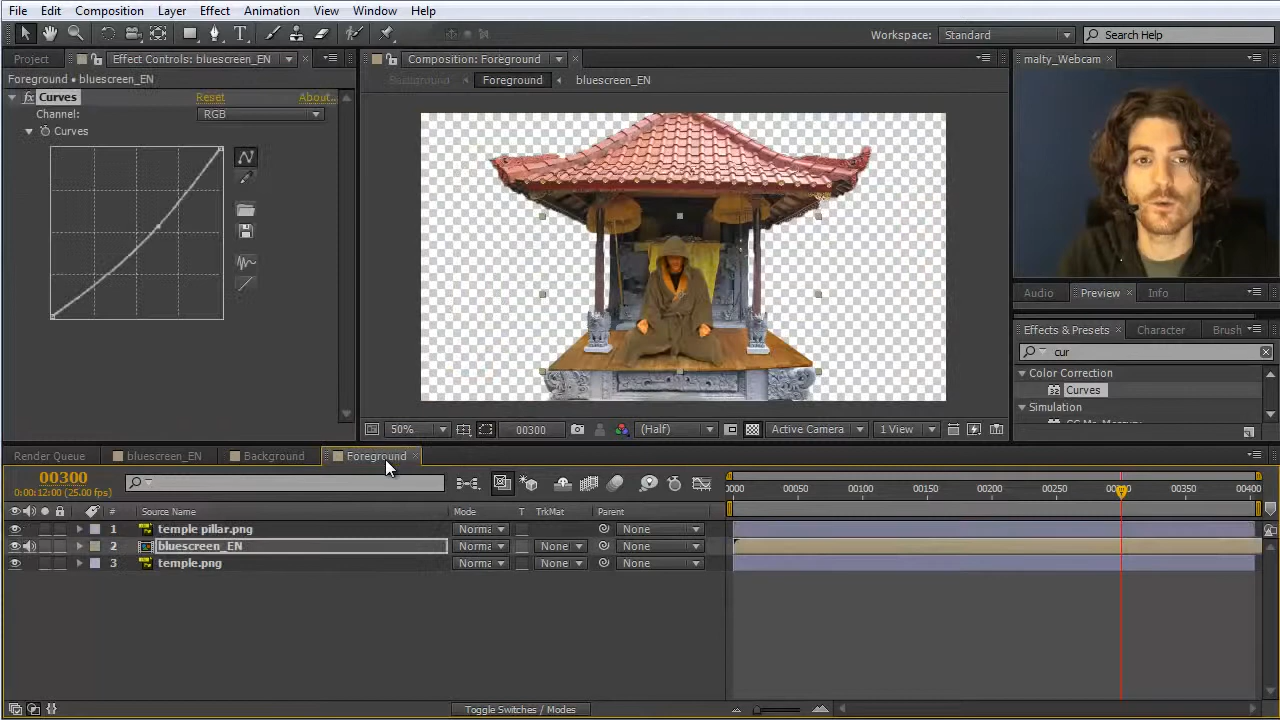 File Edit Composition Layer Effect Animation View Window Help
Workspace: Standard Search Help
Project Effect Controls: bluescreen_EN Composition: Foreground malty_Webcam
Foreground • bluescreen_EN Background Foreground bluescreen_EN
fx Curves Reset About...
Channel: RGB
Curves
Audio Preview Info
Effects & Presets Character Brush
cur
Color Correction
Curves
Simulation
50% 00300 (Half) Active Camera 1 View
Render Queue bluescreen_EN Background Foreground
00300
0:00:12:00 (25.00 fps)
0000 00050 00100 00150 00200 00250 00350 00400
# Source Name Mode T TrkMat Parent
1 temple pillar.png Norma None
2 bluescreen_EN Norma None None
3 temple.png Norma None None
Toggle Switches / Modes